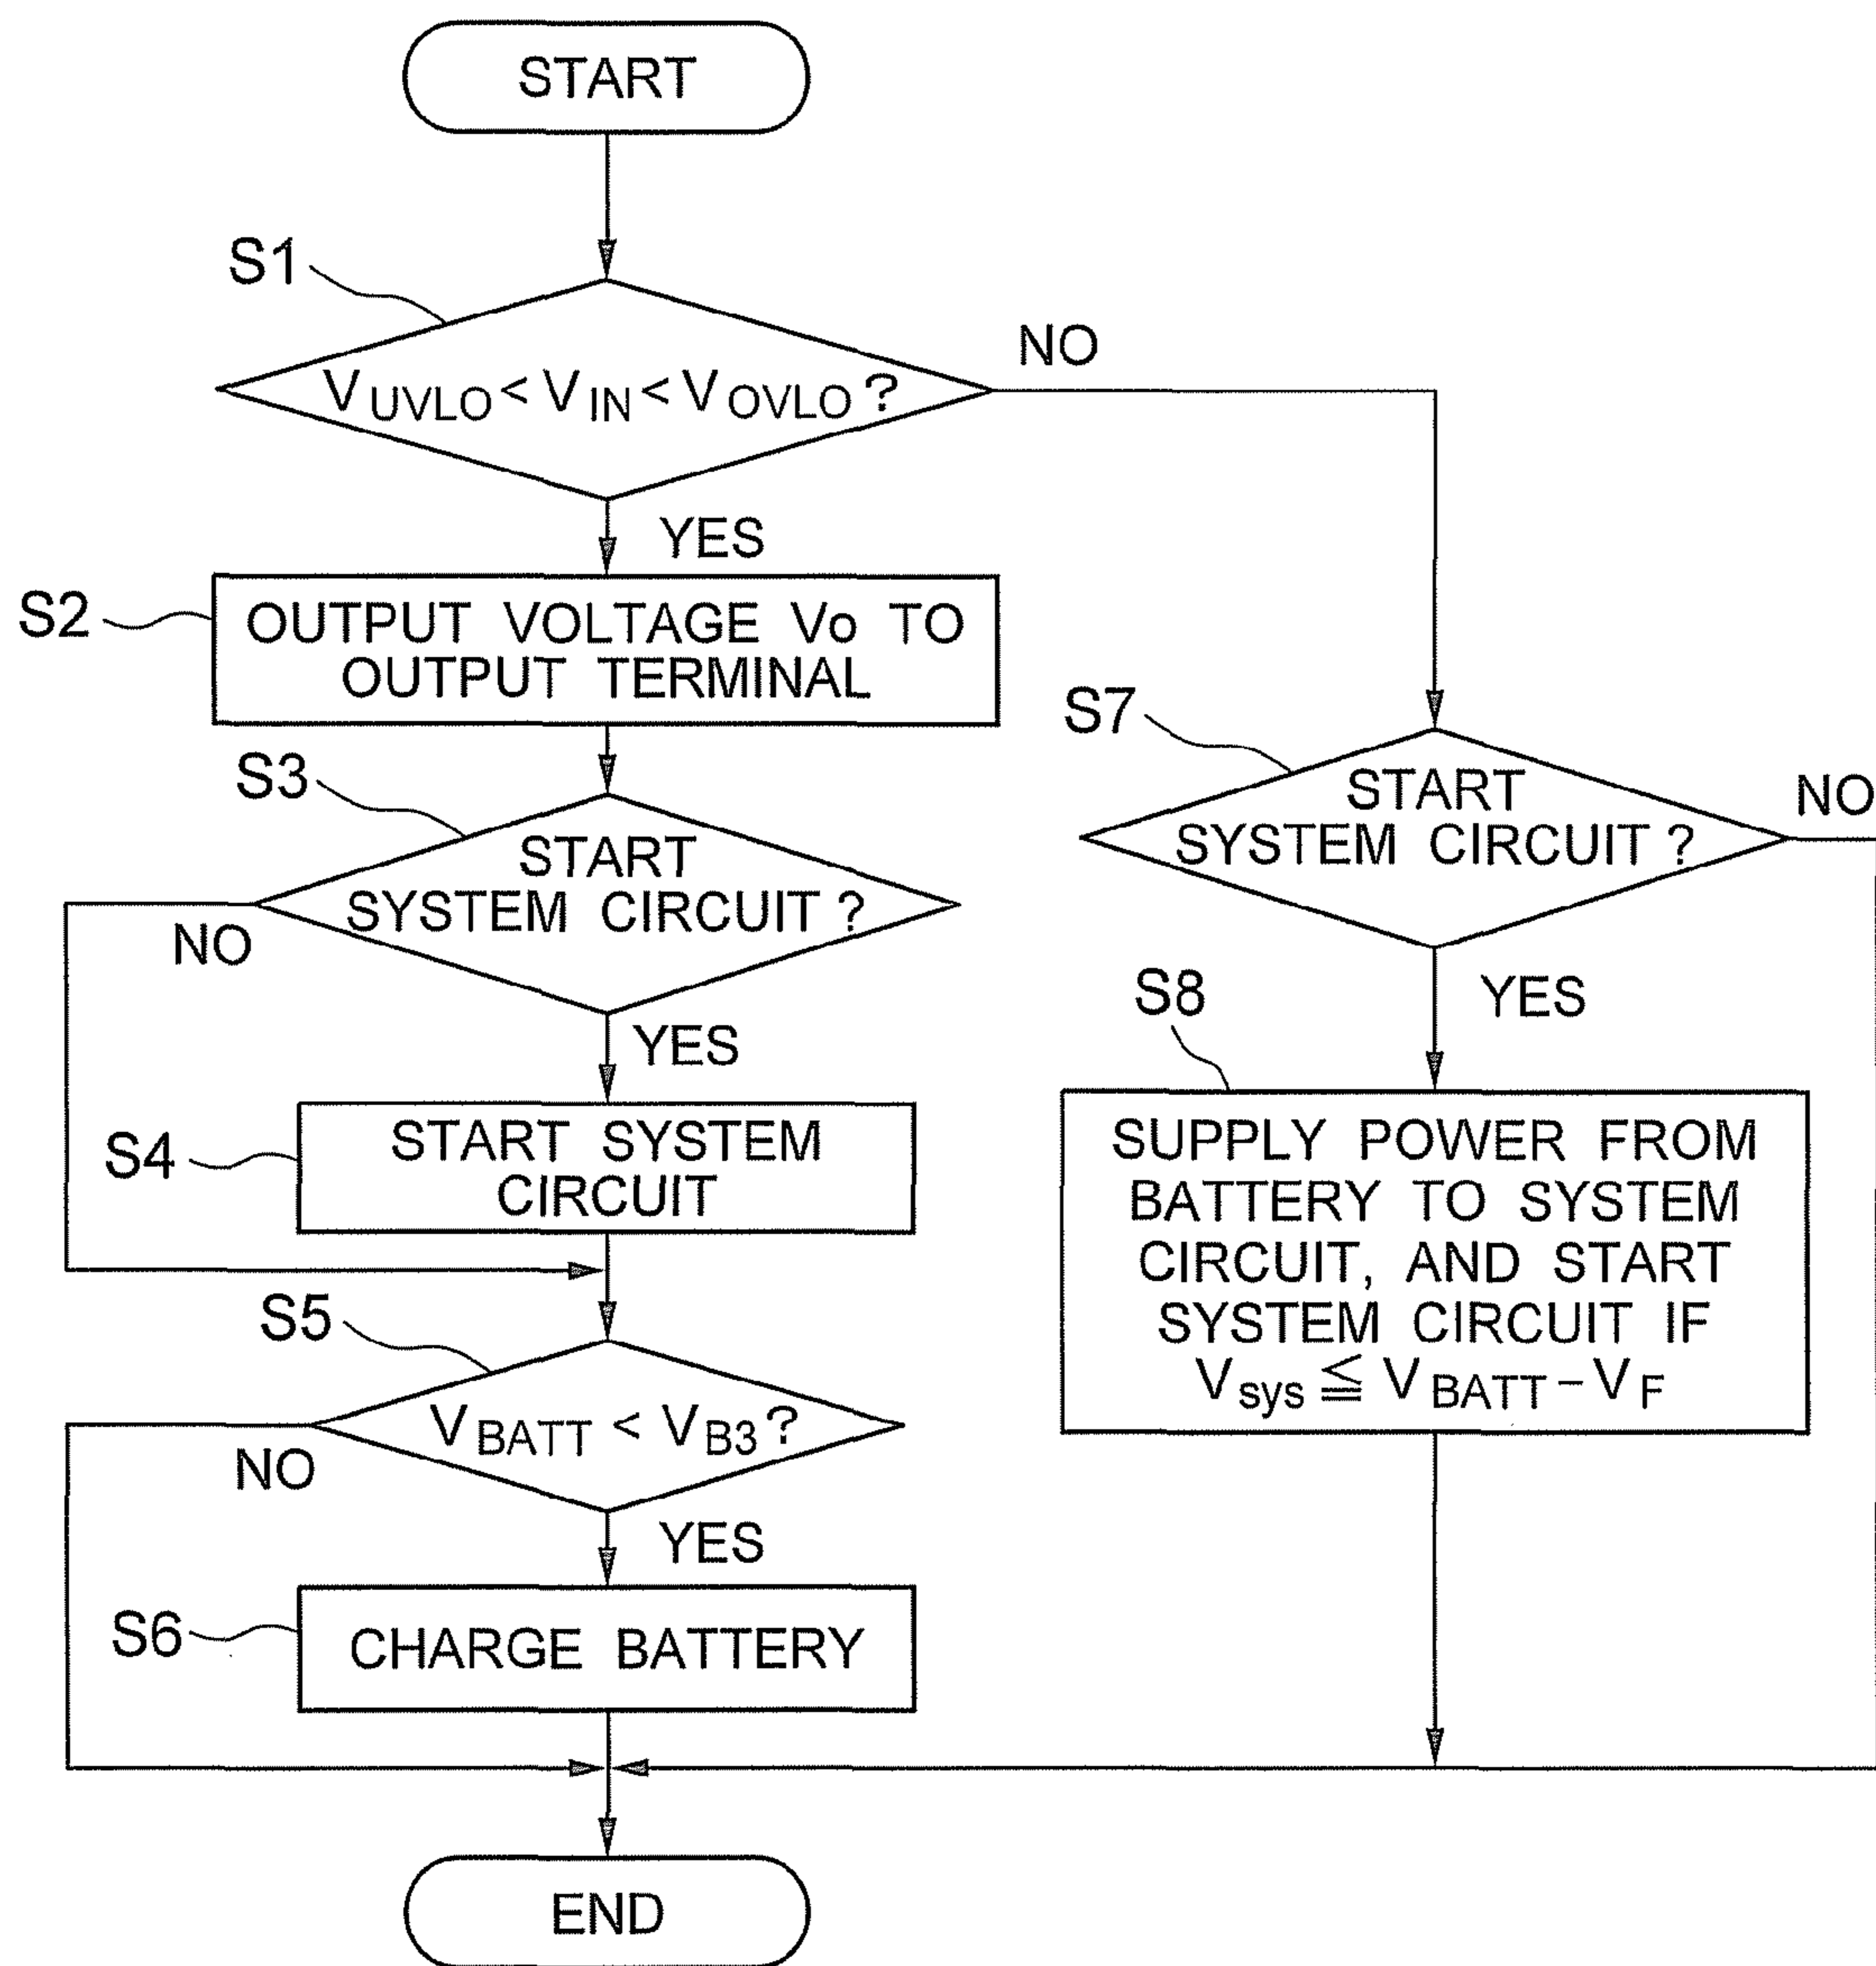 START
S1
V UVLO < V IN < V OVLO ?
NO
YES
S2
OUTPUT VOLTAGE Vo TO
OUTPUT TERMINAL
S3
START
SYSTEM CIRCUIT ?
NO
YES
S4
START SYSTEM
CIRCUIT
S5
V BATT < V B3 ?
NO
YES
S6
CHARGE BATTERY
S7
START
SYSTEM CIRCUIT ?
NO
YES
S8
SUPPLY POWER FROM
BATTERY TO SYSTEM
CIRCUIT, AND START
SYSTEM CIRCUIT IF
V sys ≦ V BATT - V F
END